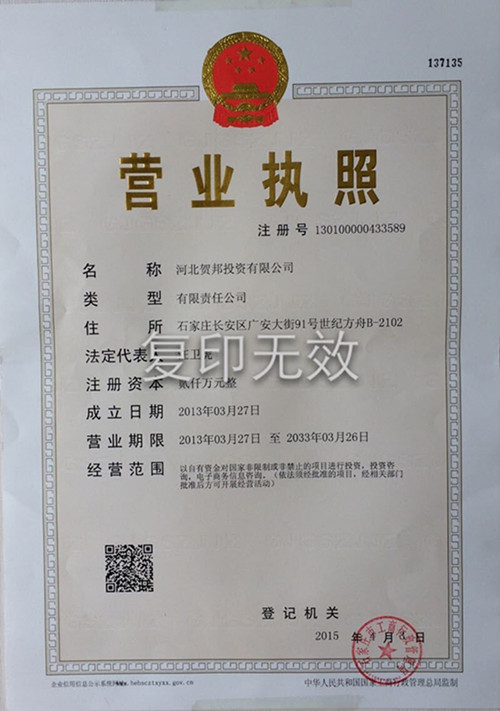 137135
营业执照
注册号 130100000433589
名称 河北贺邦投资有限公司
类型 有限责任公司
住所 石家庄长安区广安大街91号世纪方舟B-2102
法定代表人
复印无效
注册资本 贰仟万元整
成立日期 2013年03月27日
营业期限 2013年03月27日 至 2033年03月26日
经营范围 以自有资金对国家非限制或非禁止的项目进行投资，投资咨
询，电子商务信息咨询。（依法须经批准的项目，经相关部门
批准后方可开展经营活动）
登记机关
2015 年 月 日
企业信用信息公示系统网址: www.hebscztxyxx.gov.cn
中华人民共和国国家工商行政管理总局监制